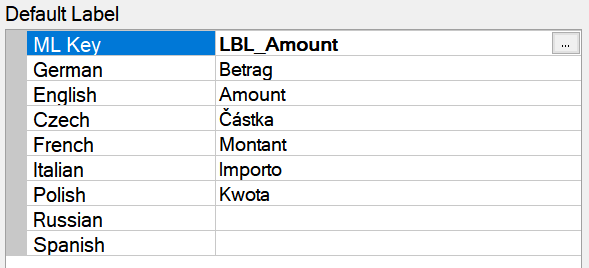 Default Label
ML Key LBL_Amount ...
German Betrag
English Amount
Czech Částka
French Montant
Italian Importo
Polish Kwota
Russian
Spanish